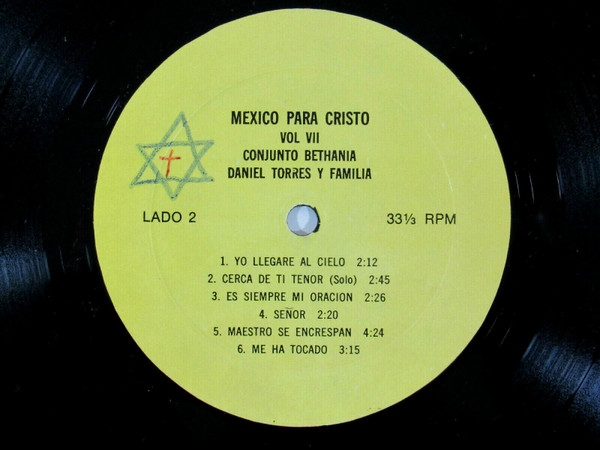 MEXICO PARA CRISTO
VOL VII
CONJUNTO BETHANIA
DANIEL TORRES Y FAMILIA
LADO 2
33⅓ RPM
1. YO LLEGARE AL CIELO 2:12
2. CERCA DE TI TENOR (Solo) 2:45
3. ES SIEMPRE MI ORACION 2:26
4. SEÑOR 2:20
5. MAESTRO SE ENCRESPAN 4:24
6. ME HA TOCADO 3:15